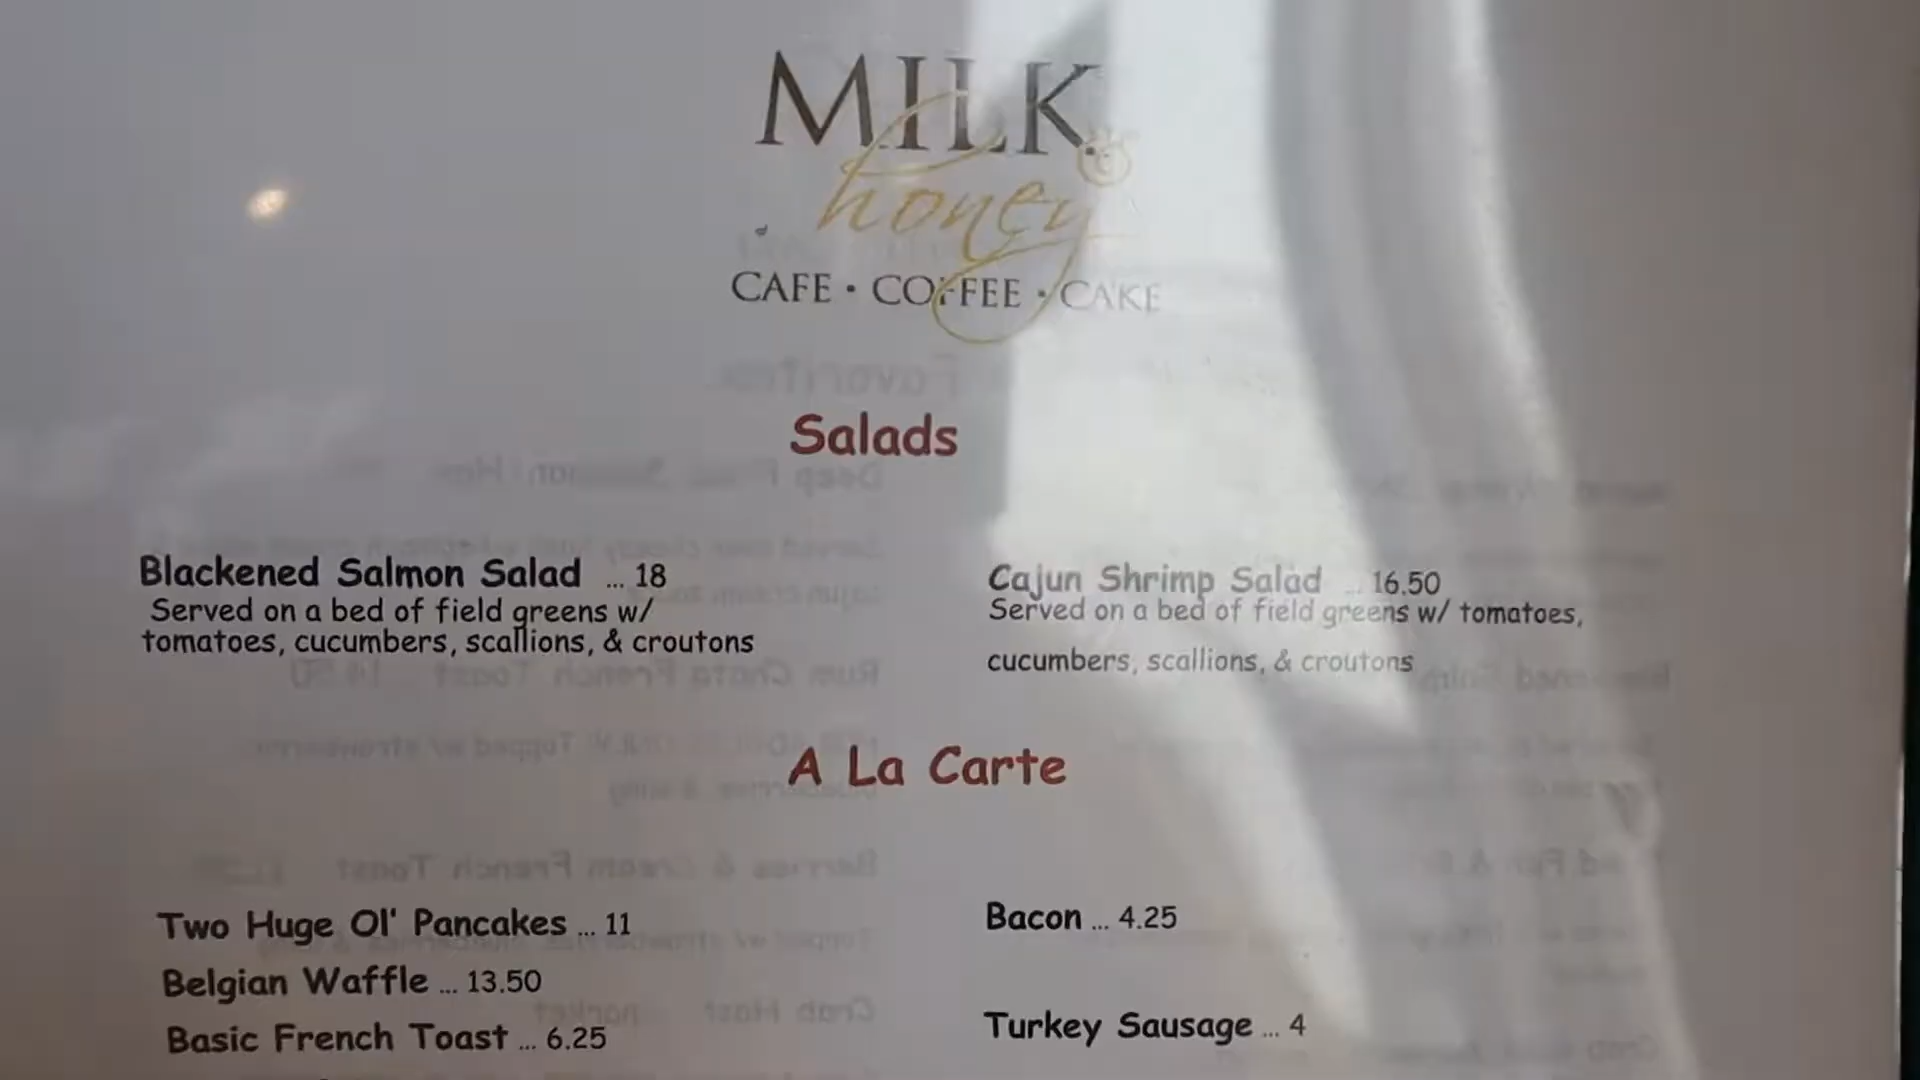 MILK
honey
CAFE • COFFEE • CAKE
Salads
Blackened Salmon Salad ... 18
Served on a bed of field greens w/
tomatoes, cucumbers, scallions, & croutons
Cajun Shrimp Salad ... 16.50
Served on a bed of field greens w/ tomatoes,
cucumbers, scallions, & croutons
A La Carte
Two Huge Ol' Pancakes ... 11
Belgian Waffle ... 13.50
Basic French Toast ... 6.25
Bacon ... 4.25
Turkey Sausage ... 4